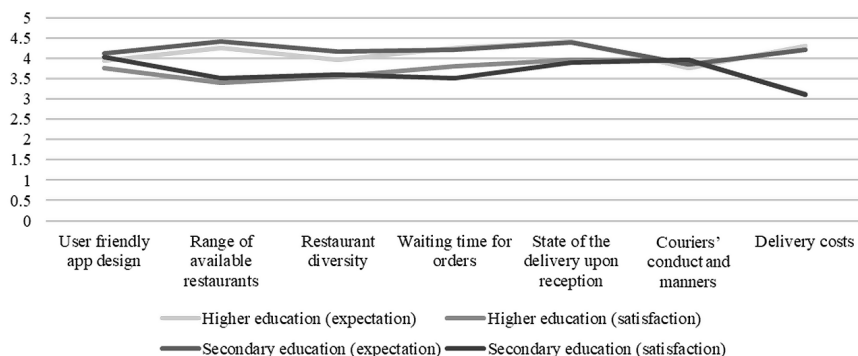 5
4.5
4
3.5
3
2.5
2
1.5
1
0.5
0
User friendly
app design
Range of
available
restaurants
Restaurant
diversity
Waiting time for
orders
State of the
delivery upon
reception
Couriers'
conduct and
manners
Delivery costs
Higher education (expectation)
Higher education (satisfaction)
Secondary education (expectation)
Secondary education (satisfaction)